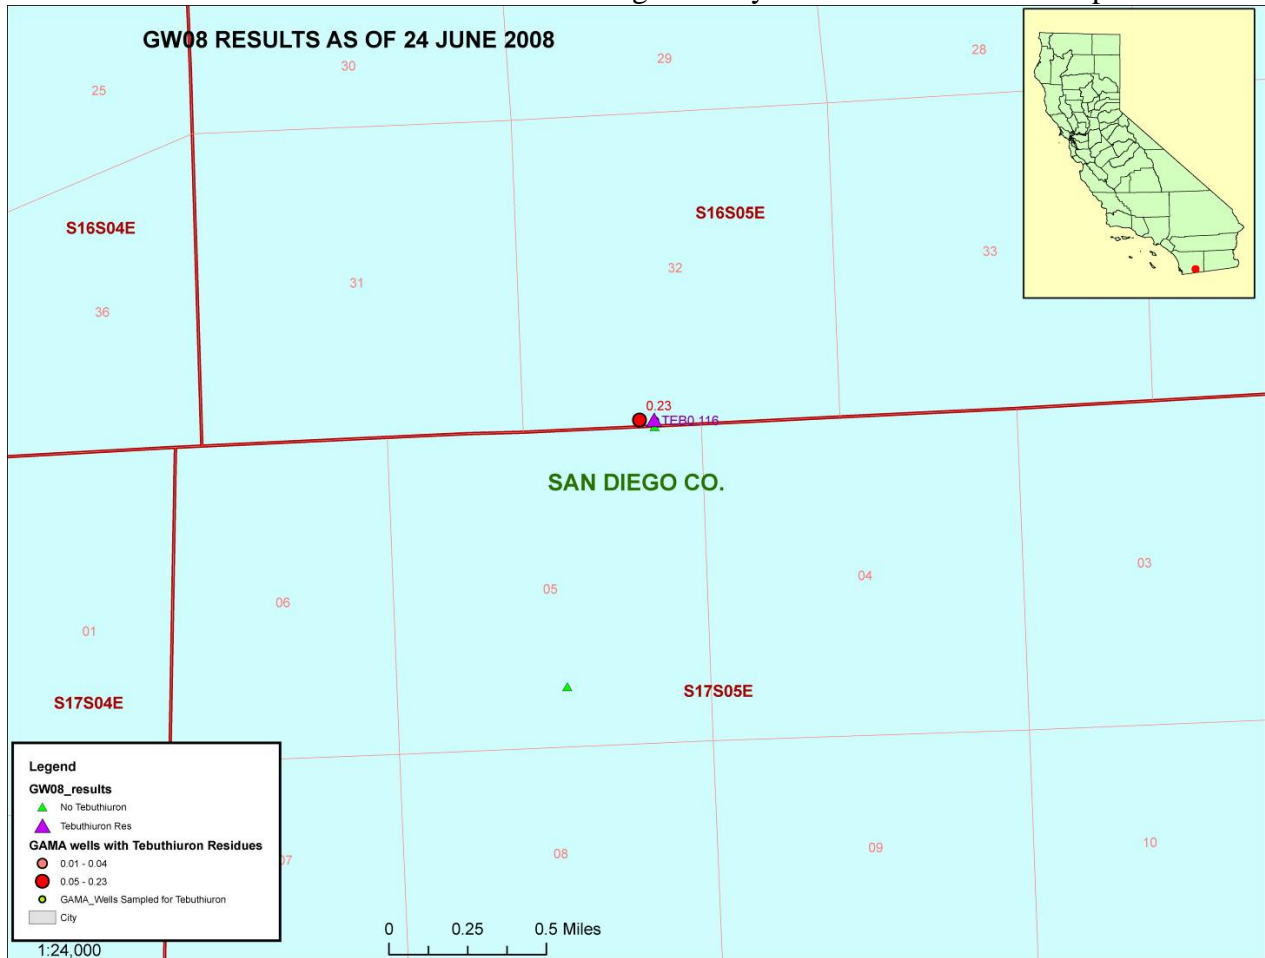 GW08 RESULTS AS OF 24 JUNE 2008
30
29
28
25
S16S04E
S16S05E
36
31
32
33
0.23
TEB0.116
SAN DIEGO CO.
01
06
05
04
03
S17S04E
S17S05E
07
08
09
10
Legend
GW08_results
No Tebuthiuron
Tebuthiuron Res
GAMA wells with Tebuthiuron Residues
0.01 - 0.04
0.05 - 0.23
GAMA_Wells Sampled for Tebuthiuron
City
1:24,000
0 0.25 0.5 Miles